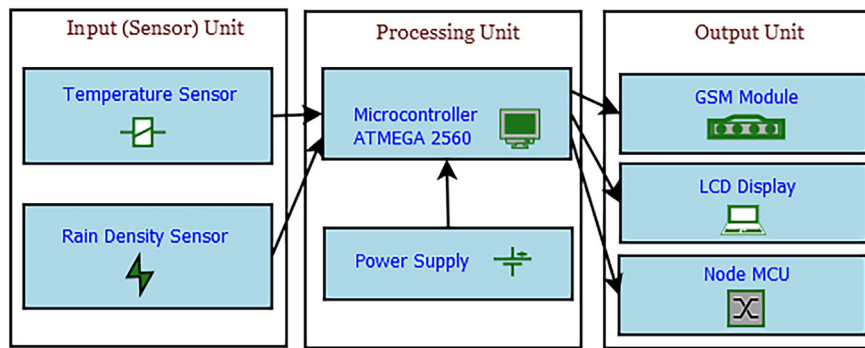 Input (Sensor) Unit
Temperature Sensor
Rain Density Sensor
Processing Unit
Microcontroller
ATMEGA 2560
Power Supply
Output Unit
GSM Module
LCD Display
Node MCU